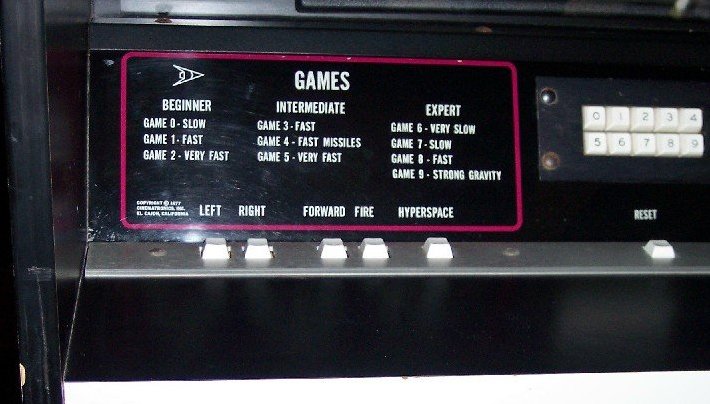 GAMES
BEGINNER
GAME 0 - SLOW
GAME 1 - FAST
GAME 2 - VERY FAST
INTERMEDIATE
GAME 3 - FAST
GAME 4 - FAST MISSILES
GAME 5 - VERY FAST
EXPERT
GAME 6 - VERY SLOW
GAME 7 - SLOW
GAME 8 - FAST
GAME 9 - STRONG GRAVITY
COPYRIGHT © 1977
CINEMATRONICS, INC.
EL CAJON, CALIFORNIA
LEFT RIGHT FORWARD FIRE HYPERSPACE
0 1 2 3 4
5 6 7 8 9
RESET